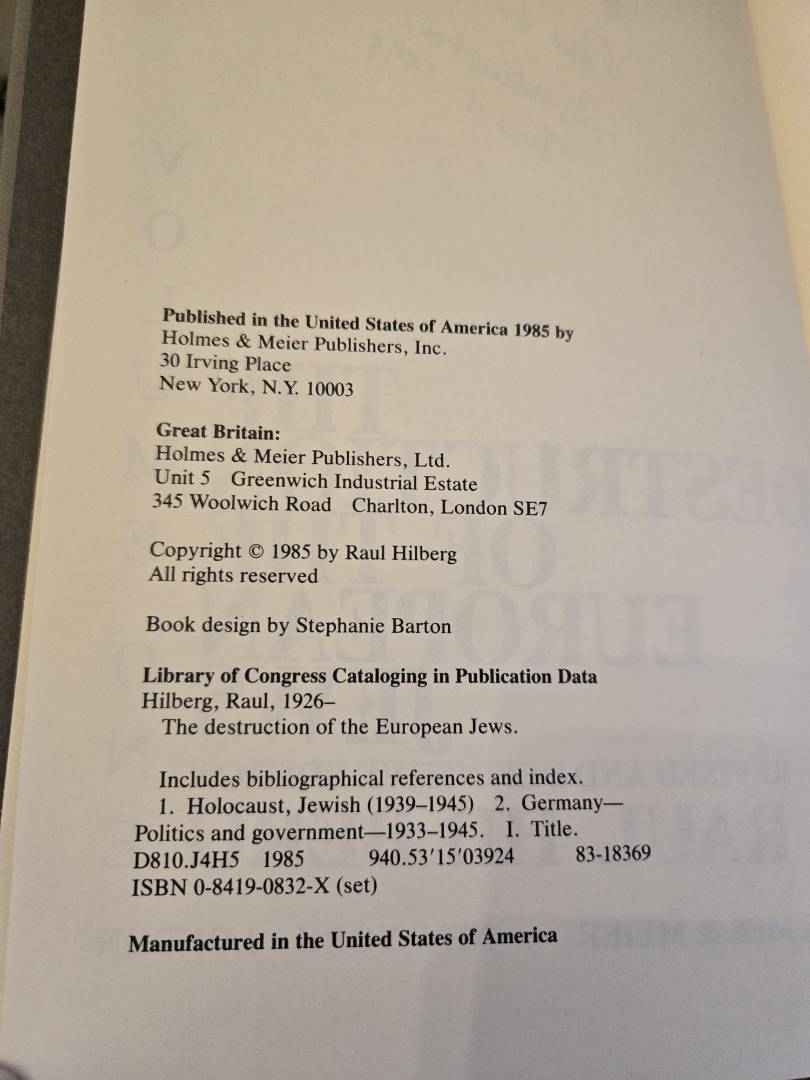 Published in the United States of America 1985 by
Holmes & Meier Publishers, Inc.
30 Irving Place
New York, N.Y. 10003
Great Britain:
Holmes & Meier Publishers, Ltd.
Unit 5 Greenwich Industrial Estate
345 Woolwich Road Charlton, London SE7
Copyright © 1985 by Raul Hilberg
All rights reserved
Book design by Stephanie Barton
Library of Congress Cataloging in Publication Data
Hilberg, Raul, 1926–
The destruction of the European Jews.
Includes bibliographical references and index.
1. Holocaust, Jewish (1939–1945) 2. Germany—
Politics and government—1933–1945. I. Title.
D810.J4H5 1985 940.53'15'03924 83-18369
ISBN 0-8419-0832-X (set)
Manufactured in the United States of America